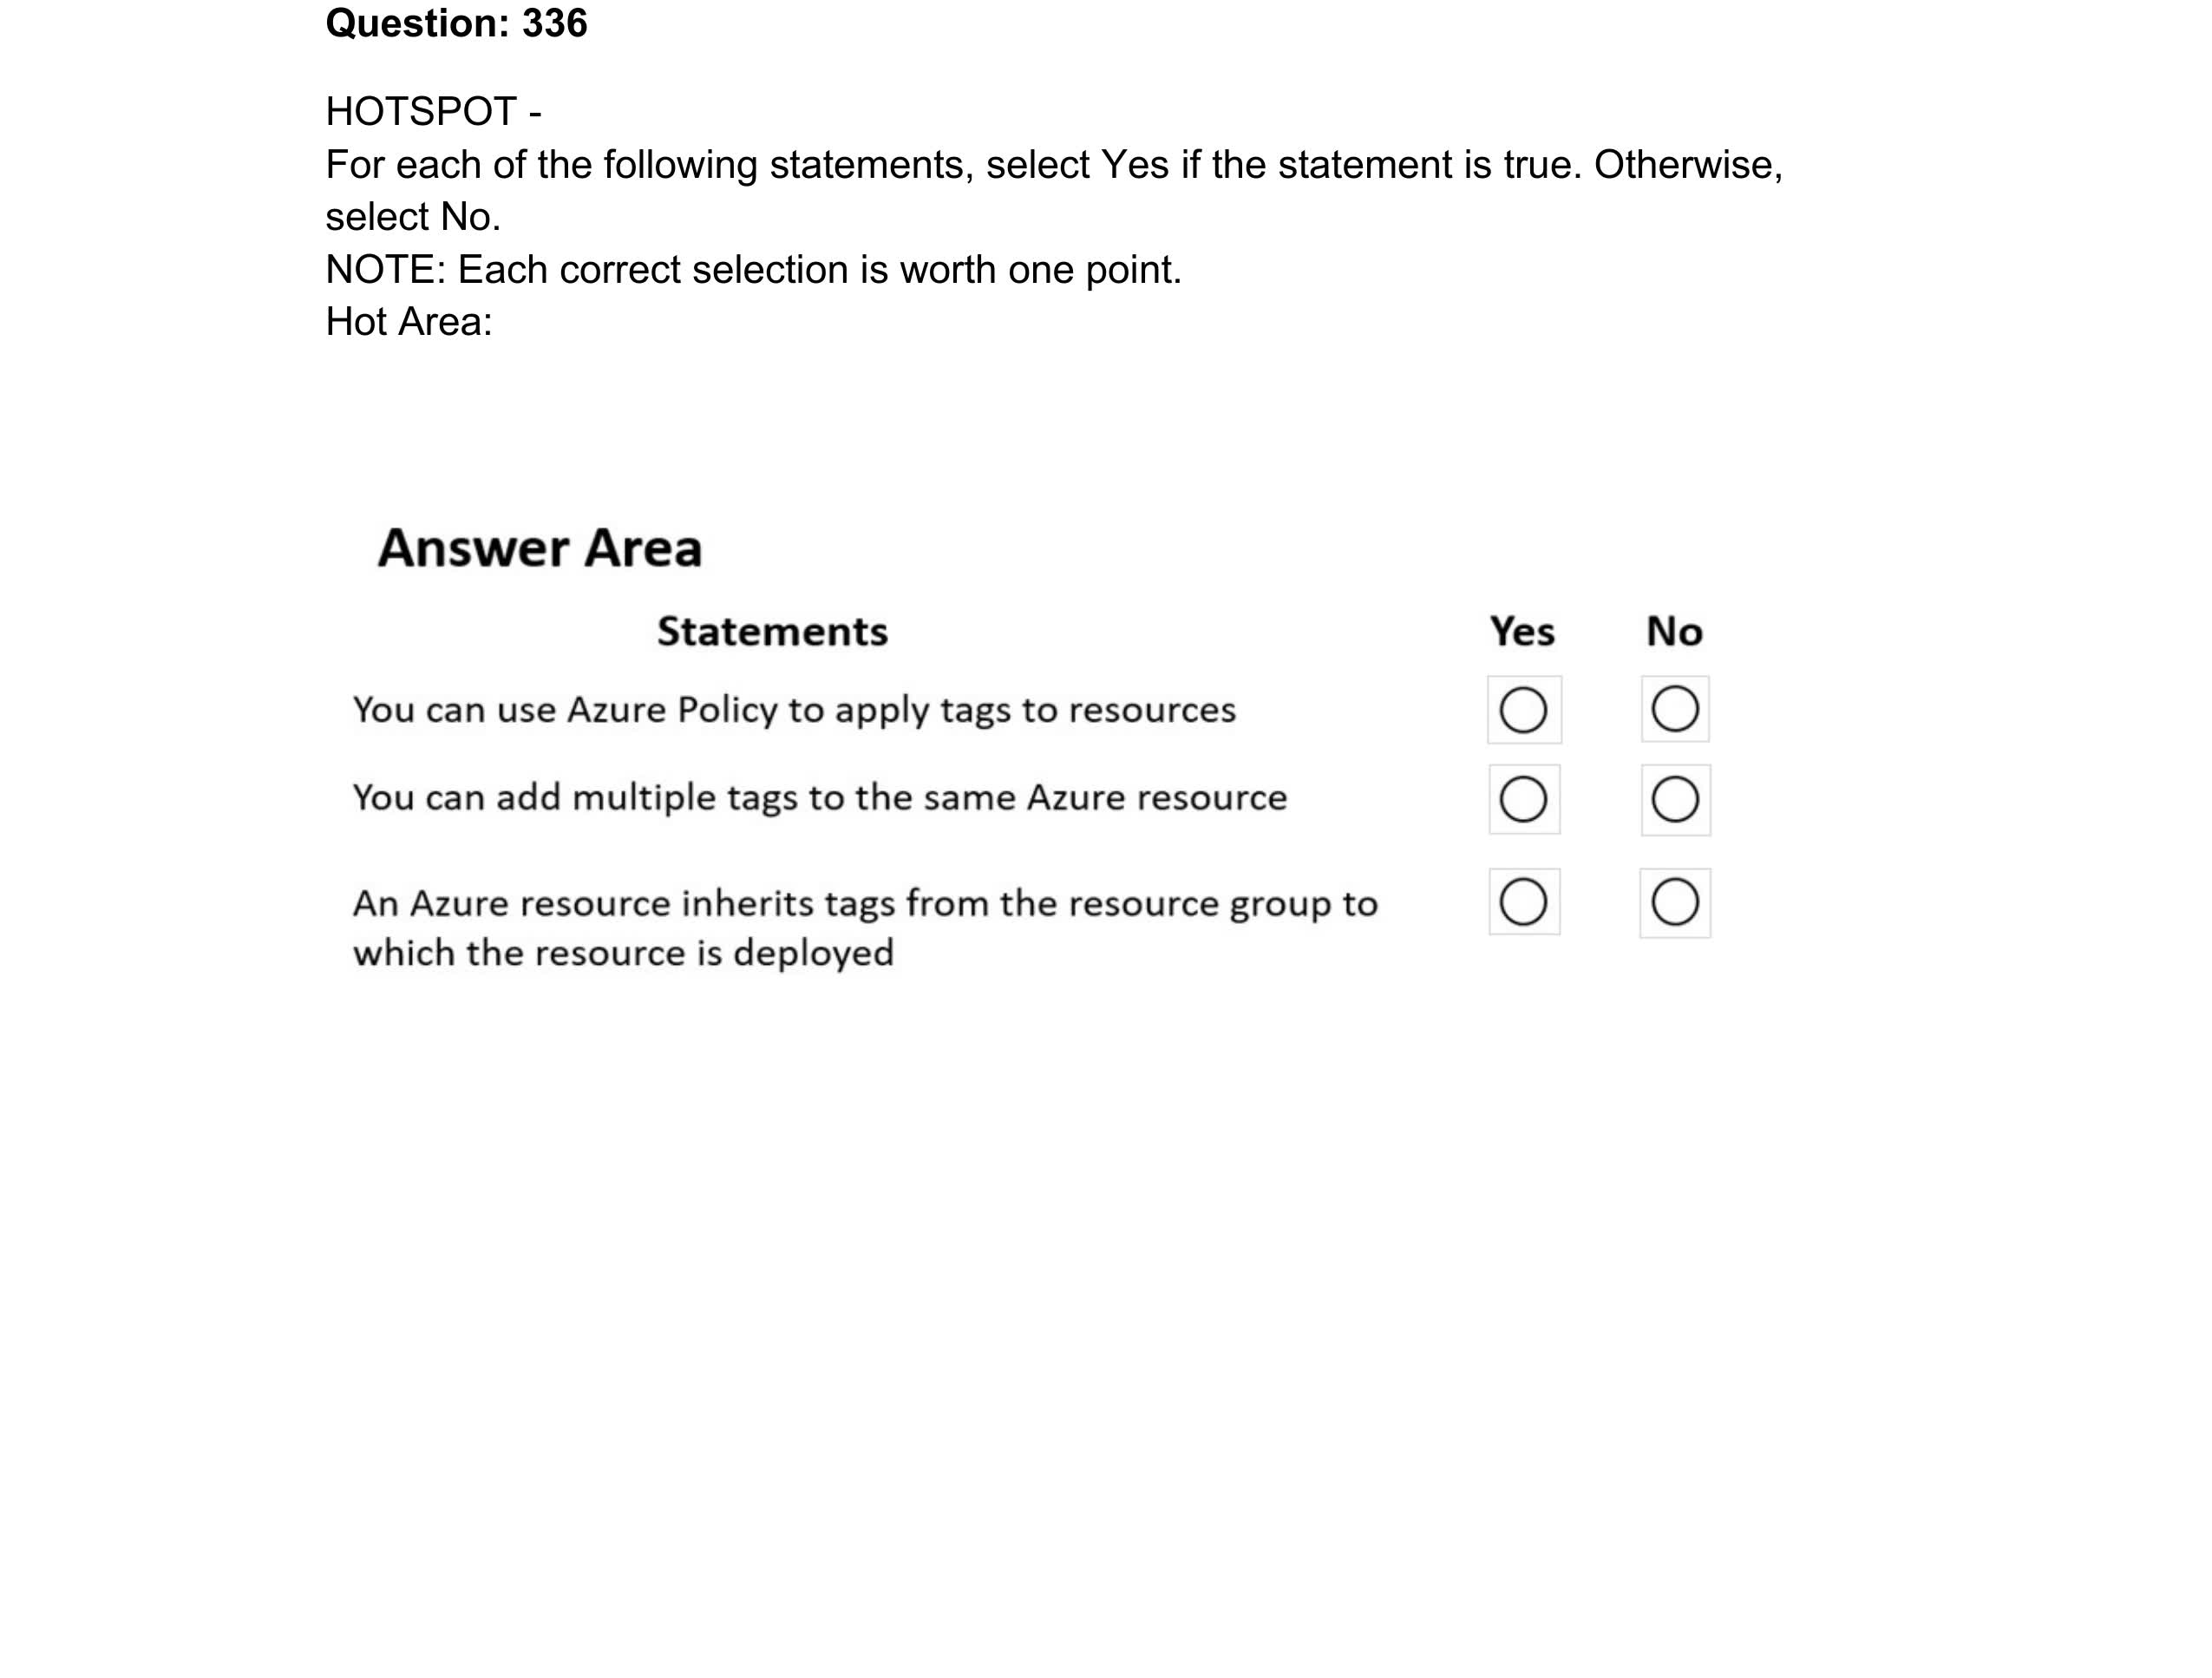 Question: 336
HOTSPOT -
For each of the following statements, select Yes if the statement is true. Otherwise,
select No.
NOTE: Each correct selection is worth one point.
Hot Area:
Answer Area
Statements Yes No
You can use Azure Policy to apply tags to resources
You can add multiple tags to the same Azure resource
An Azure resource inherits tags from the resource group to
which the resource is deployed